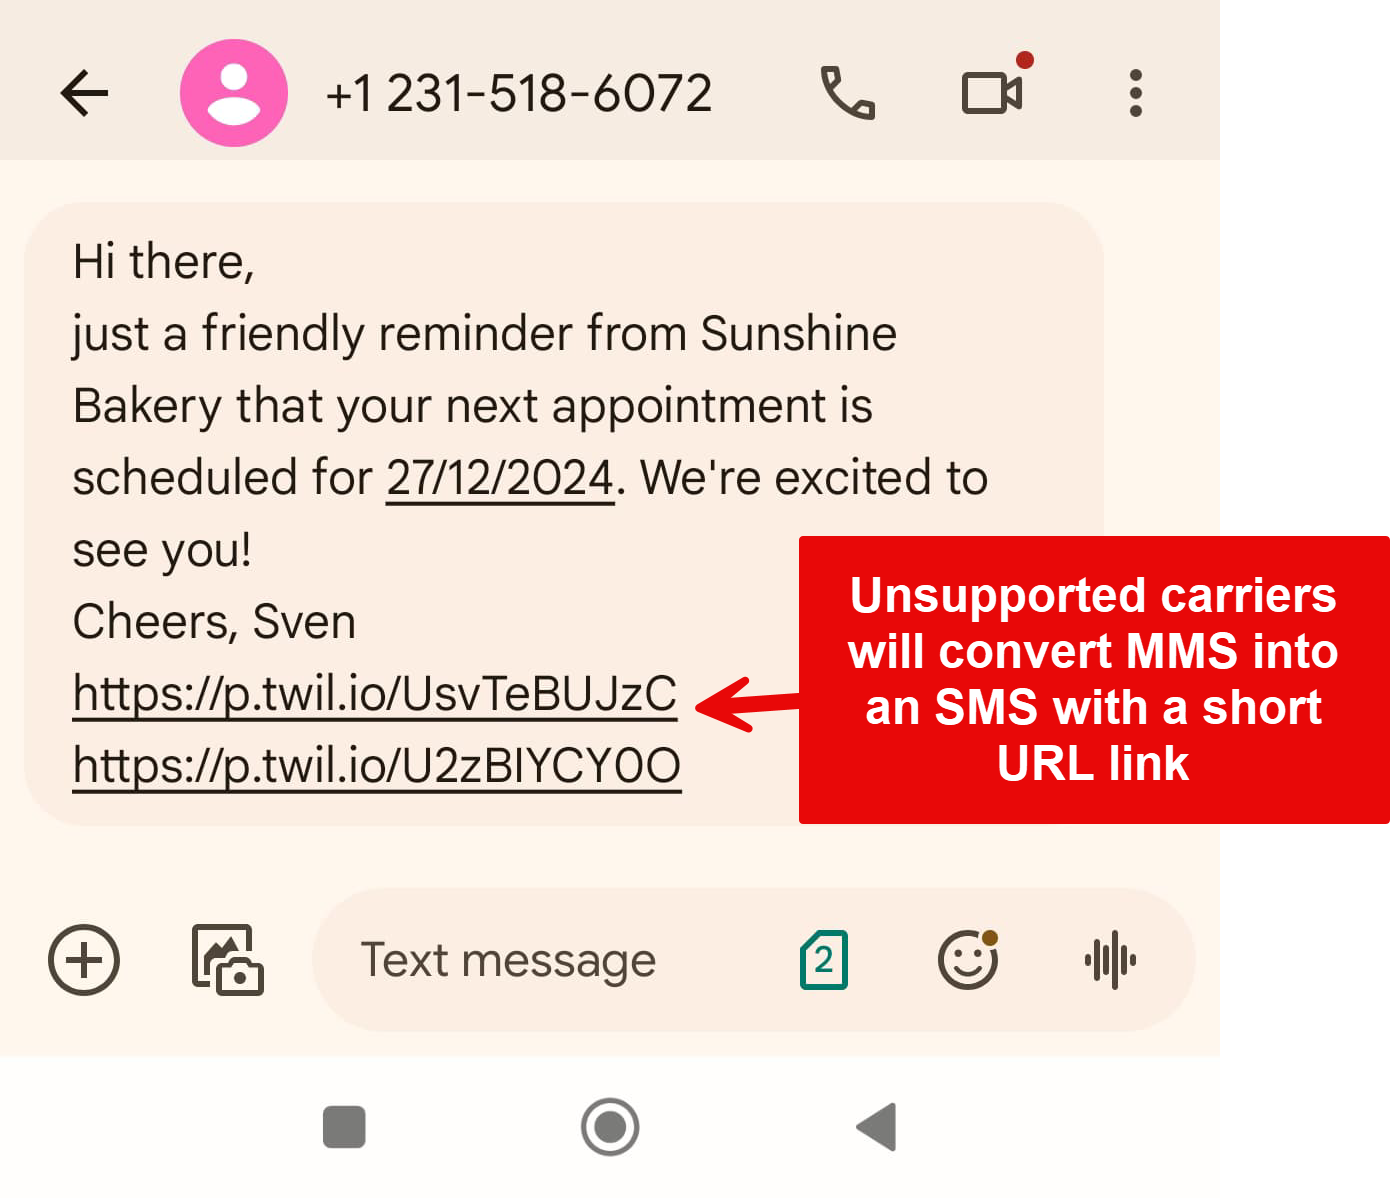 +1 231-518-6072
Hi there,
just a friendly reminder from Sunshine
Bakery that your next appointment is
scheduled for 27/12/2024. We're excited to
see you!
Cheers, Sven
https://p.twil.io/UsvTeBUJzC
https://p.twil.io/U2zBIYCY0O
Unsupported carriers
will convert MMS into
an SMS with a short
URL link
Text message
2